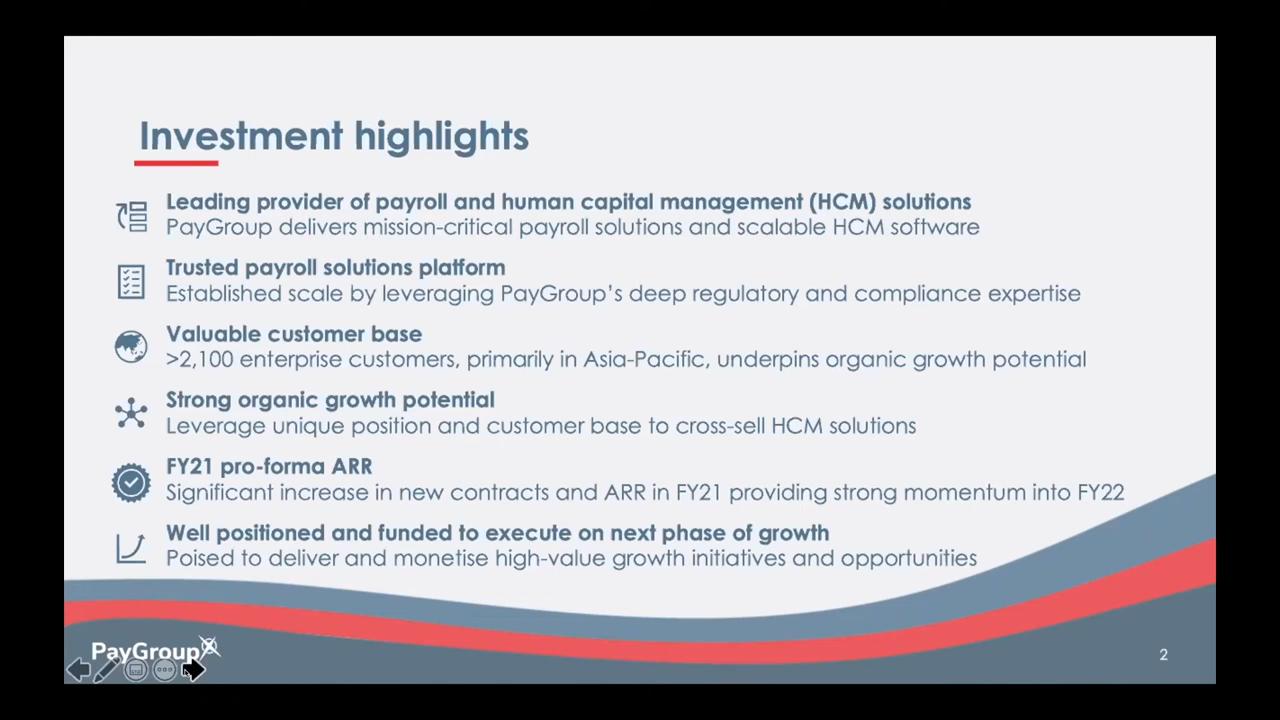 Investment highlights
Leading provider of payroll and human capital management (HCM) solutions
PayGroup delivers mission-critical payroll solutions and scalable HCM software
Trusted payroll solutions platform
Established scale by leveraging PayGroup’s deep regulatory and compliance expertise
Valuable customer base
>2,100 enterprise customers, primarily in Asia-Pacific, underpins organic growth potential
Strong organic growth potential
Leverage unique position and customer base to cross-sell HCM solutions
FY21 pro-forma ARR
Significant increase in new contracts and ARR in FY21 providing strong momentum into FY22
Well positioned and funded to execute on next phase of growth
Poised to deliver and monetise high-value growth initiatives and opportunities
PayGroup
2